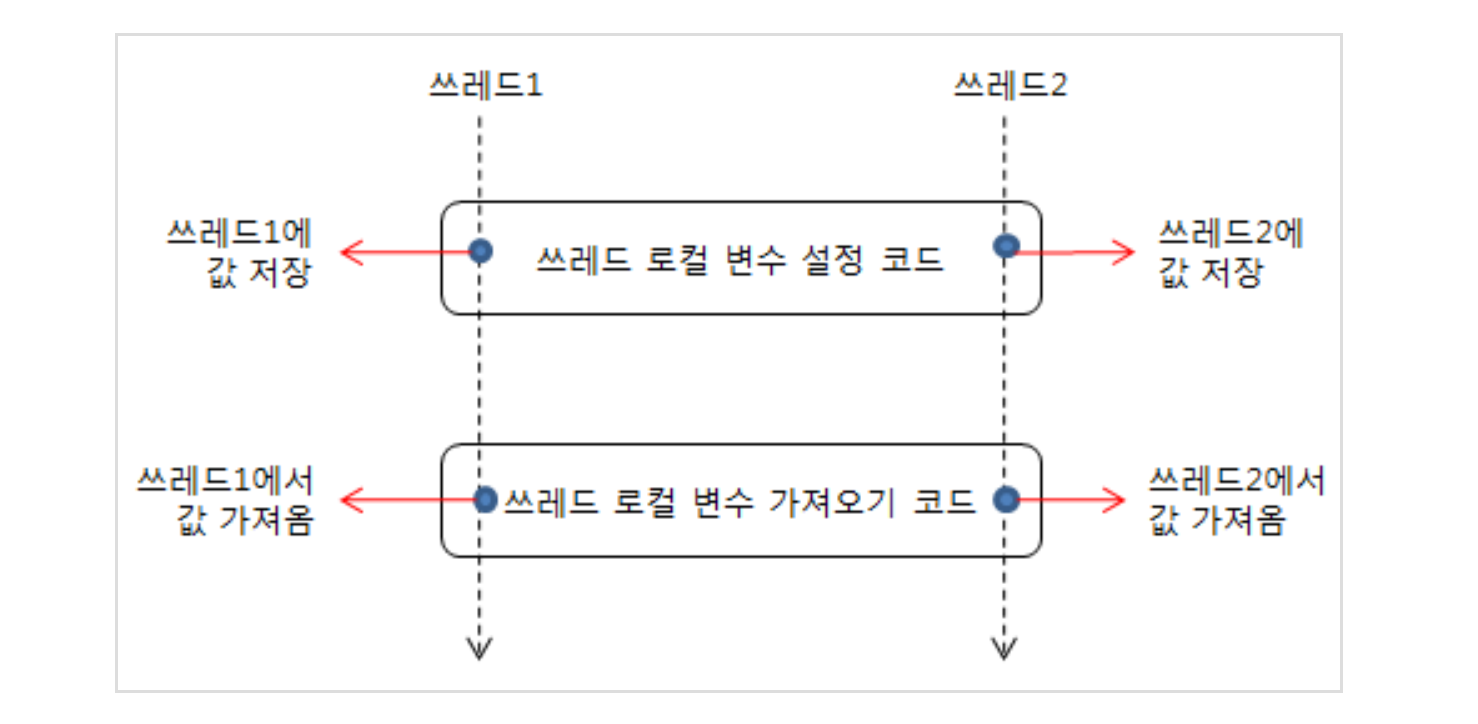 쓰레드1
쓰레드2
쓰레드1에
값 저장
쓰레드 로컬 변수 설정 코드
쓰레드2에
값 저장
쓰레드1에서
값 가져옴
쓰레드 로컬 변수 가져오기 코드
쓰레드2에서
값 가져옴